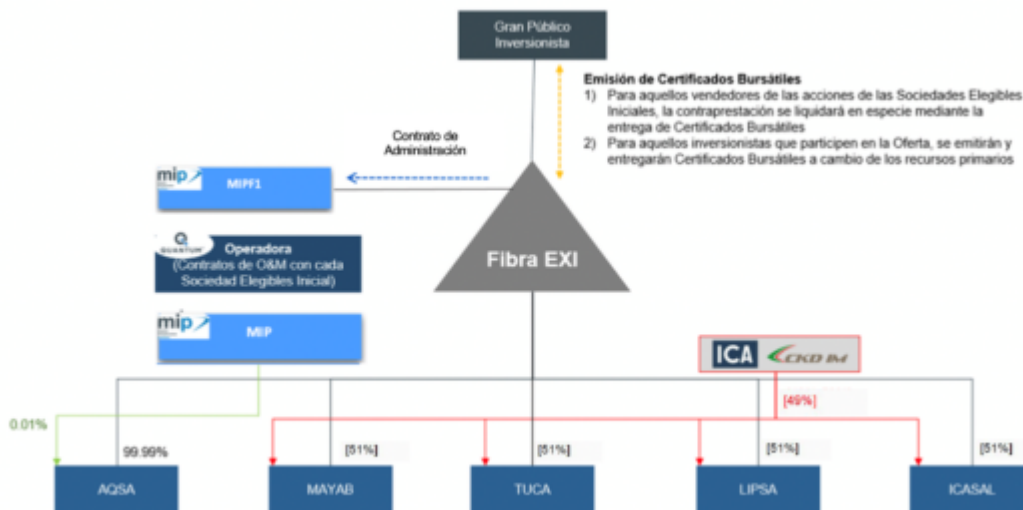 Gran Público
Inversionista
Emisión de Certificados Bursátiles
1) Para aquellos vendedores de las acciones de las Sociedades Elegibles
Iniciales, la contraprestación se liquidará en especie mediante la
entrega de Certificados Bursátiles
2) Para aquellos inversionistas que participen en la Oferta, se emitirán y
entregarán Certificados Bursátiles a cambio de los recursos primarios
Contrato de
Administración
mip
MIPF1
QUANTUM
Operadora
(Contratos de O&M con cada
Sociedad Elegibles Inicial)
Fibra EXI
mip
MIP
ICA CKD IM
[49%]
0.01%
99.99%
[51%]
[51%]
[51%]
[51%]
AQSA
MAYAB
TUCA
LIPSA
ICASAL